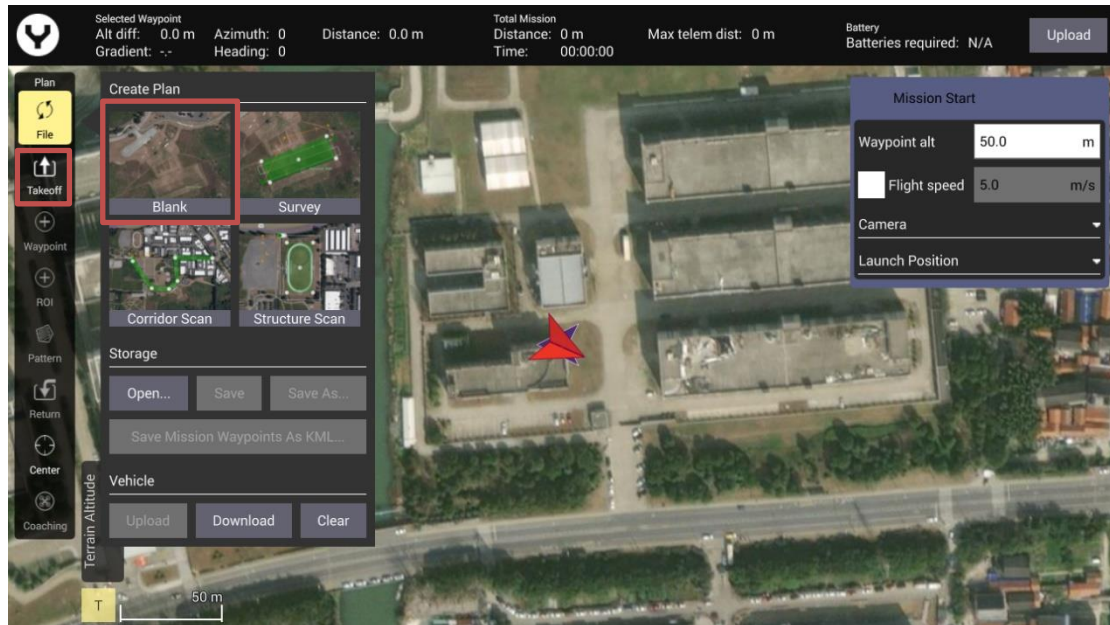 Selected Waypoint
Alt diff: 0.0 m Azimuth: 0 Distance: 0.0 m
Gradient: -.- Heading: 0
Total Mission
Distance: 0 m Max telem dist: 0 m
Time: 00:00:00
Battery
Batteries required: N/A
Upload
Plan
File
Takeoff
Waypoint
ROI
Pattern
Return
Center
Coaching
Create Plan
Blank
Survey
Corridor Scan
Structure Scan
Storage
Open...
Save
Save As...
Save Mission Waypoints As KML...
Vehicle
Upload
Download
Clear
Terrain Altitude
T
50 m
Mission Start
Waypoint alt 50.0 m
Flight speed 5.0 m/s
Camera
Launch Position